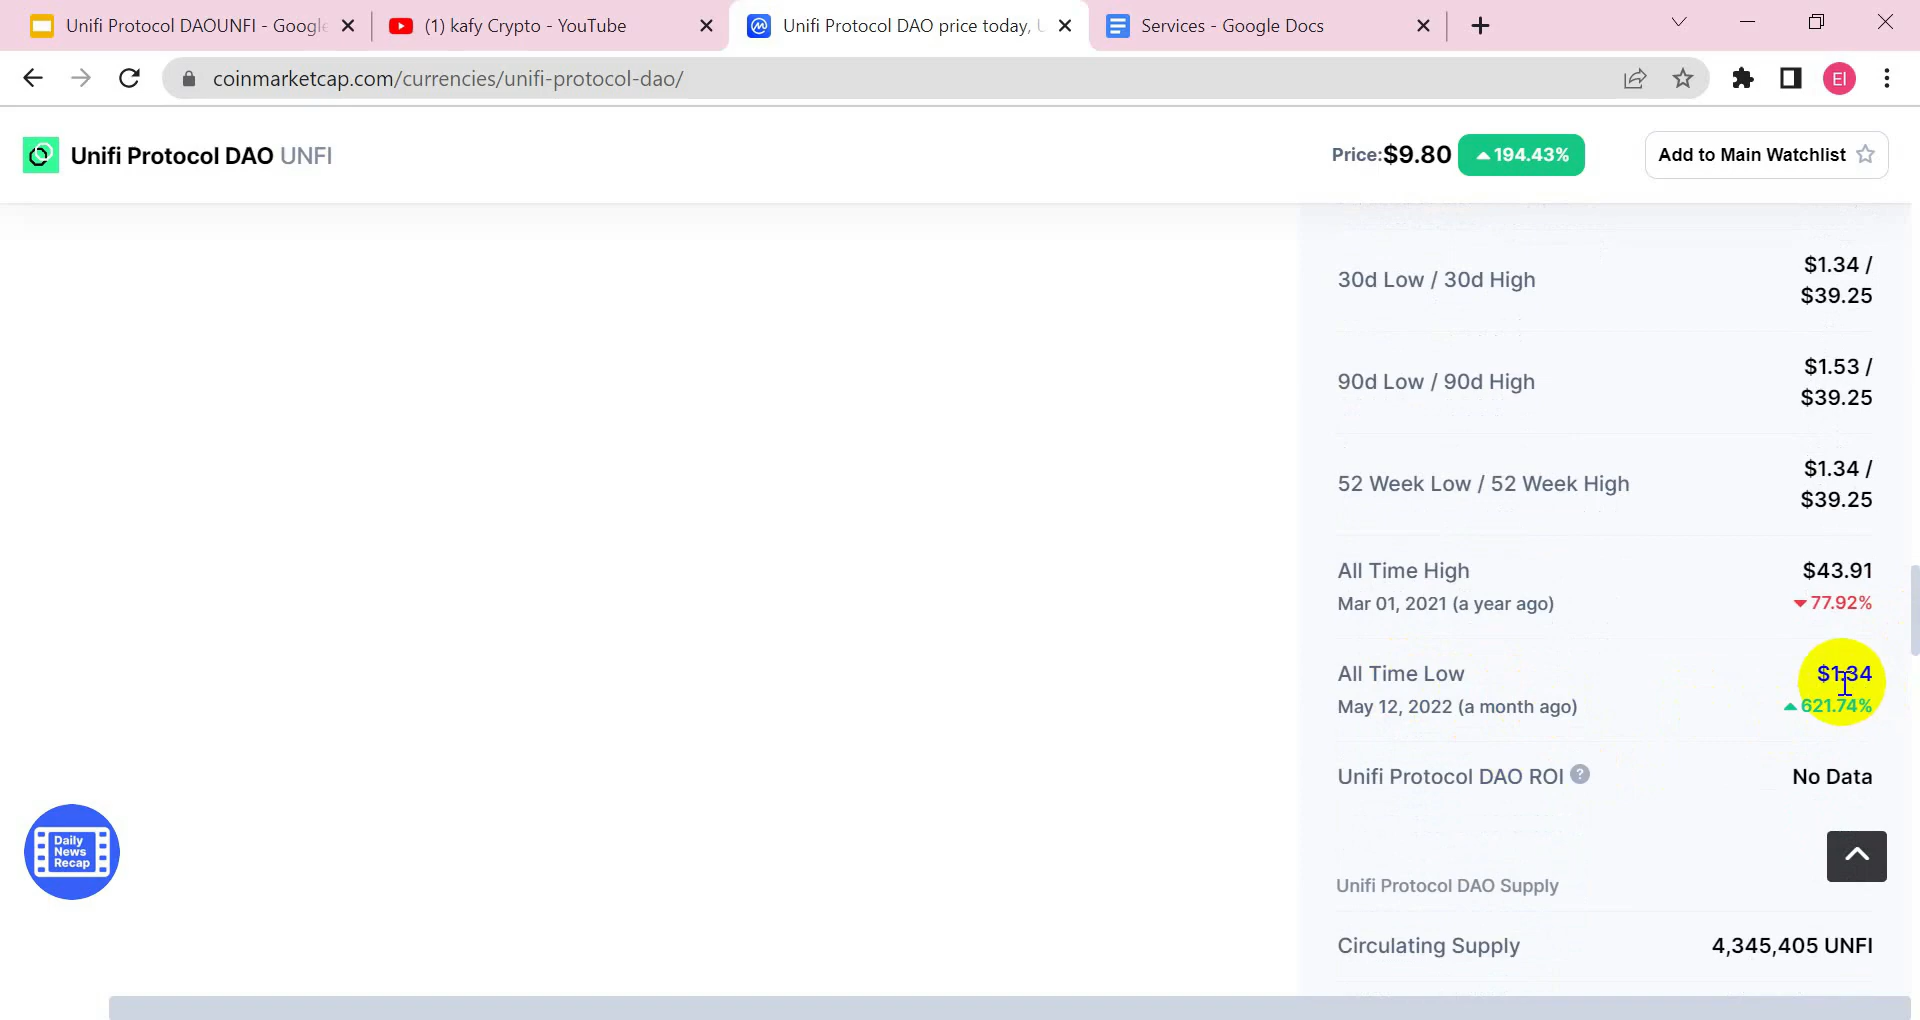 Unifi Protocol DAOUNFI - Google
(1) kafy Crypto - YouTube
Unifi Protocol DAO price today, U
Services - Google Docs
coinmarketcap.com/currencies/unifi-protocol-dao/
EI
Unifi Protocol DAO UNFI
Price:$9.80
194.43%
Add to Main Watchlist
30d Low / 30d High
$1.34 /
$39.25
90d Low / 90d High
$1.53 /
$39.25
52 Week Low / 52 Week High
$1.34 /
$39.25
All Time High
$43.91
Mar 01, 2021 (a year ago)
77.92%
All Time Low
$1.34
May 12, 2022 (a month ago)
621.74%
Unifi Protocol DAO ROI ?
No Data
Daily
News
Recap
Unifi Protocol DAO Supply
Circulating Supply
4,345,405 UNFI